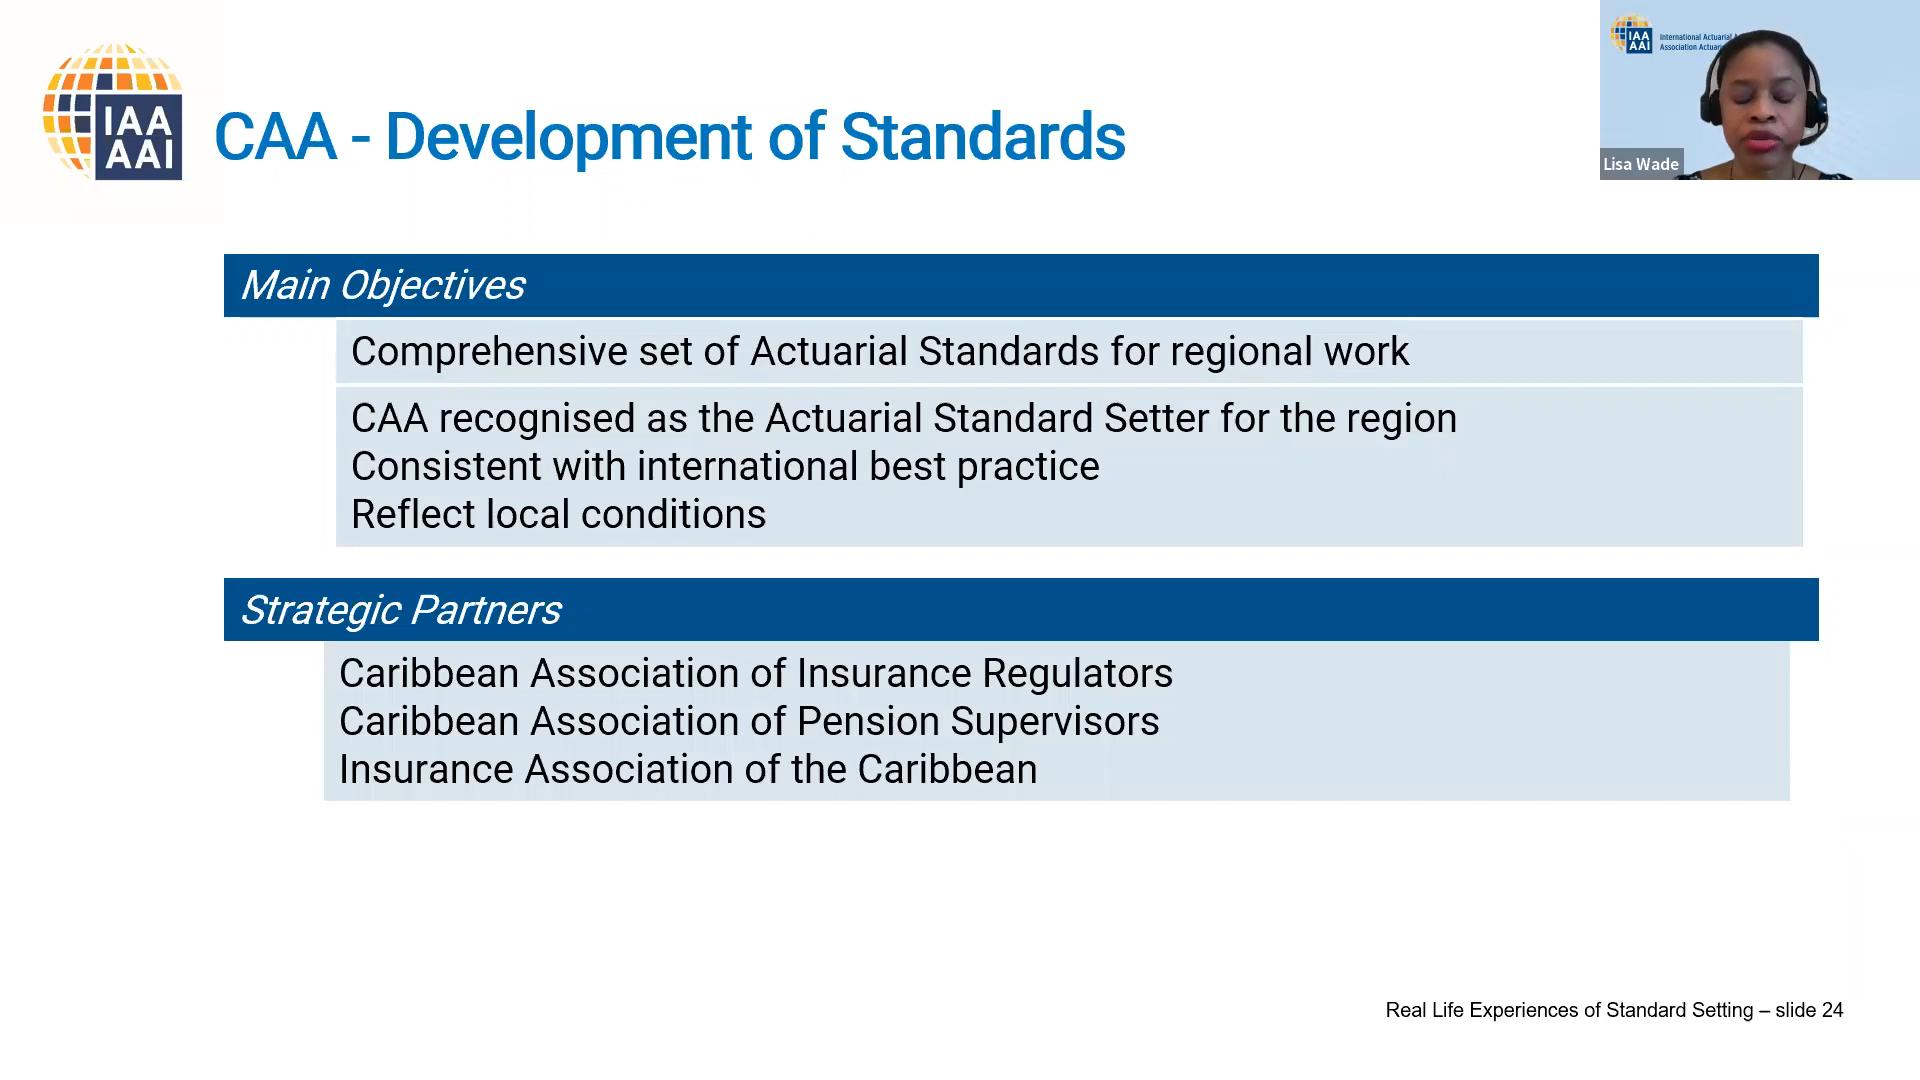 IAA
AAI
CAA - Development of Standards
IAA
AAI
International Actuarial
Association Actua
Lisa Wade
Main Objectives
Comprehensive set of Actuarial Standards for regional work
CAA recognised as the Actuarial Standard Setter for the region
Consistent with international best practice
Reflect local conditions
Strategic Partners
Caribbean Association of Insurance Regulators
Caribbean Association of Pension Supervisors
Insurance Association of the Caribbean
Real Life Experiences of Standard Setting – slide 24